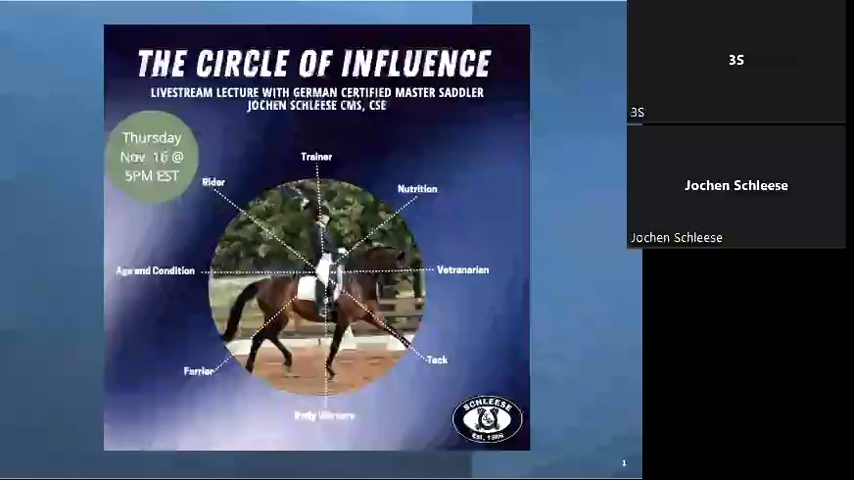 THE CIRCLE OF INFLUENCE
LIVESTREAM LECTURE WITH GERMAN CERTIFIED MASTER SADDLER
JOCHEN SCHLEESE CMS, CSE
Thursday
Nov 16 @
5PM EST
Trainer
Rider
Nutrition
Age and Condition
Vetranarian
Farrier
Tack
Body Workers
SCHLEESE
Est. 1986
1
3S
3S
Jochen Schleese
Jochen Schleese